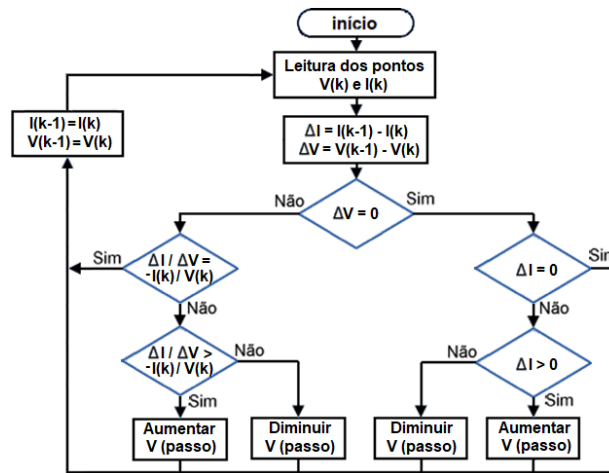 início
Leitura dos pontos
V(k) e I(k)
I(k-1)=I(k)
V(k-1)=V(k)
ΔI = I(k-1) - I(k)
ΔV = V(k-1) - V(k)
Não
ΔV = 0
Sim
Sim
ΔI / ΔV =
-I(k)/ V(k)
ΔI = 0
Sim
Não
Não
ΔI / ΔV >
-I(k)/ V(k)
Não
Não
ΔI > 0
Sim
Sim
Aumentar
V (passo)
Diminuir
V (passo)
Diminuir
V (passo)
Aumentar
V (passo)